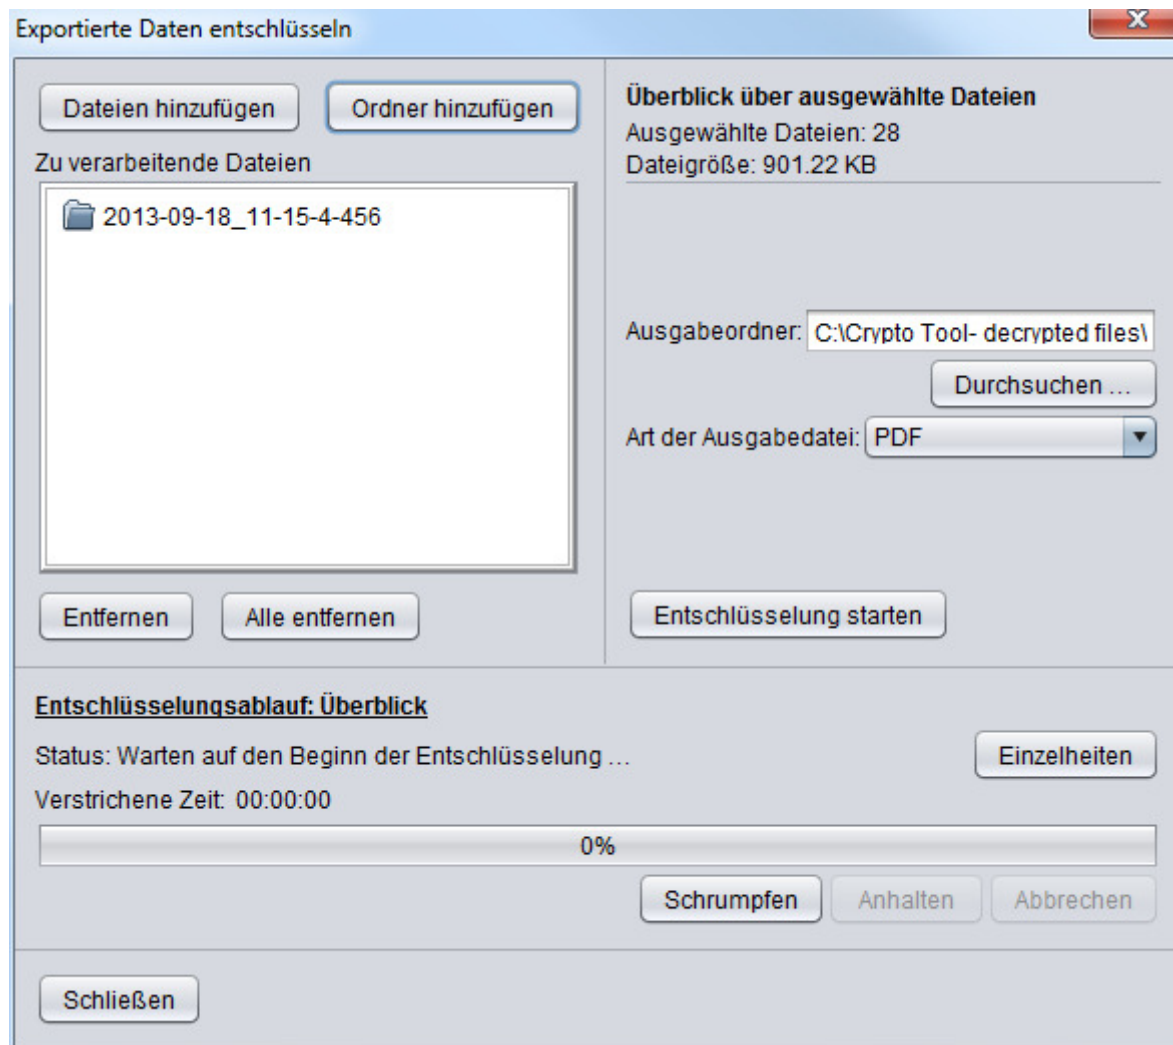 Exportierte Daten entschlüsseln
Dateien hinzufügen
Ordner hinzufügen
Zu verarbeitende Dateien
2013-09-18_11-15-4-456
Entfernen
Alle entfernen
Überblick über ausgewählte Dateien
Ausgewählte Dateien: 28
Dateigröße: 901.22 KB
Ausgabeordner: C:\Crypto Tool- decrypted files\
Durchsuchen ...
Art der Ausgabedatei: PDF
Entschlüsselung starten
Entschlüsselungsablauf: Überblick
Status: Warten auf den Beginn der Entschlüsselung ...
Einzelheiten
Verstrichene Zeit: 00:00:00
0%
Schrumpfen
Anhalten
Abbrechen
Schließen